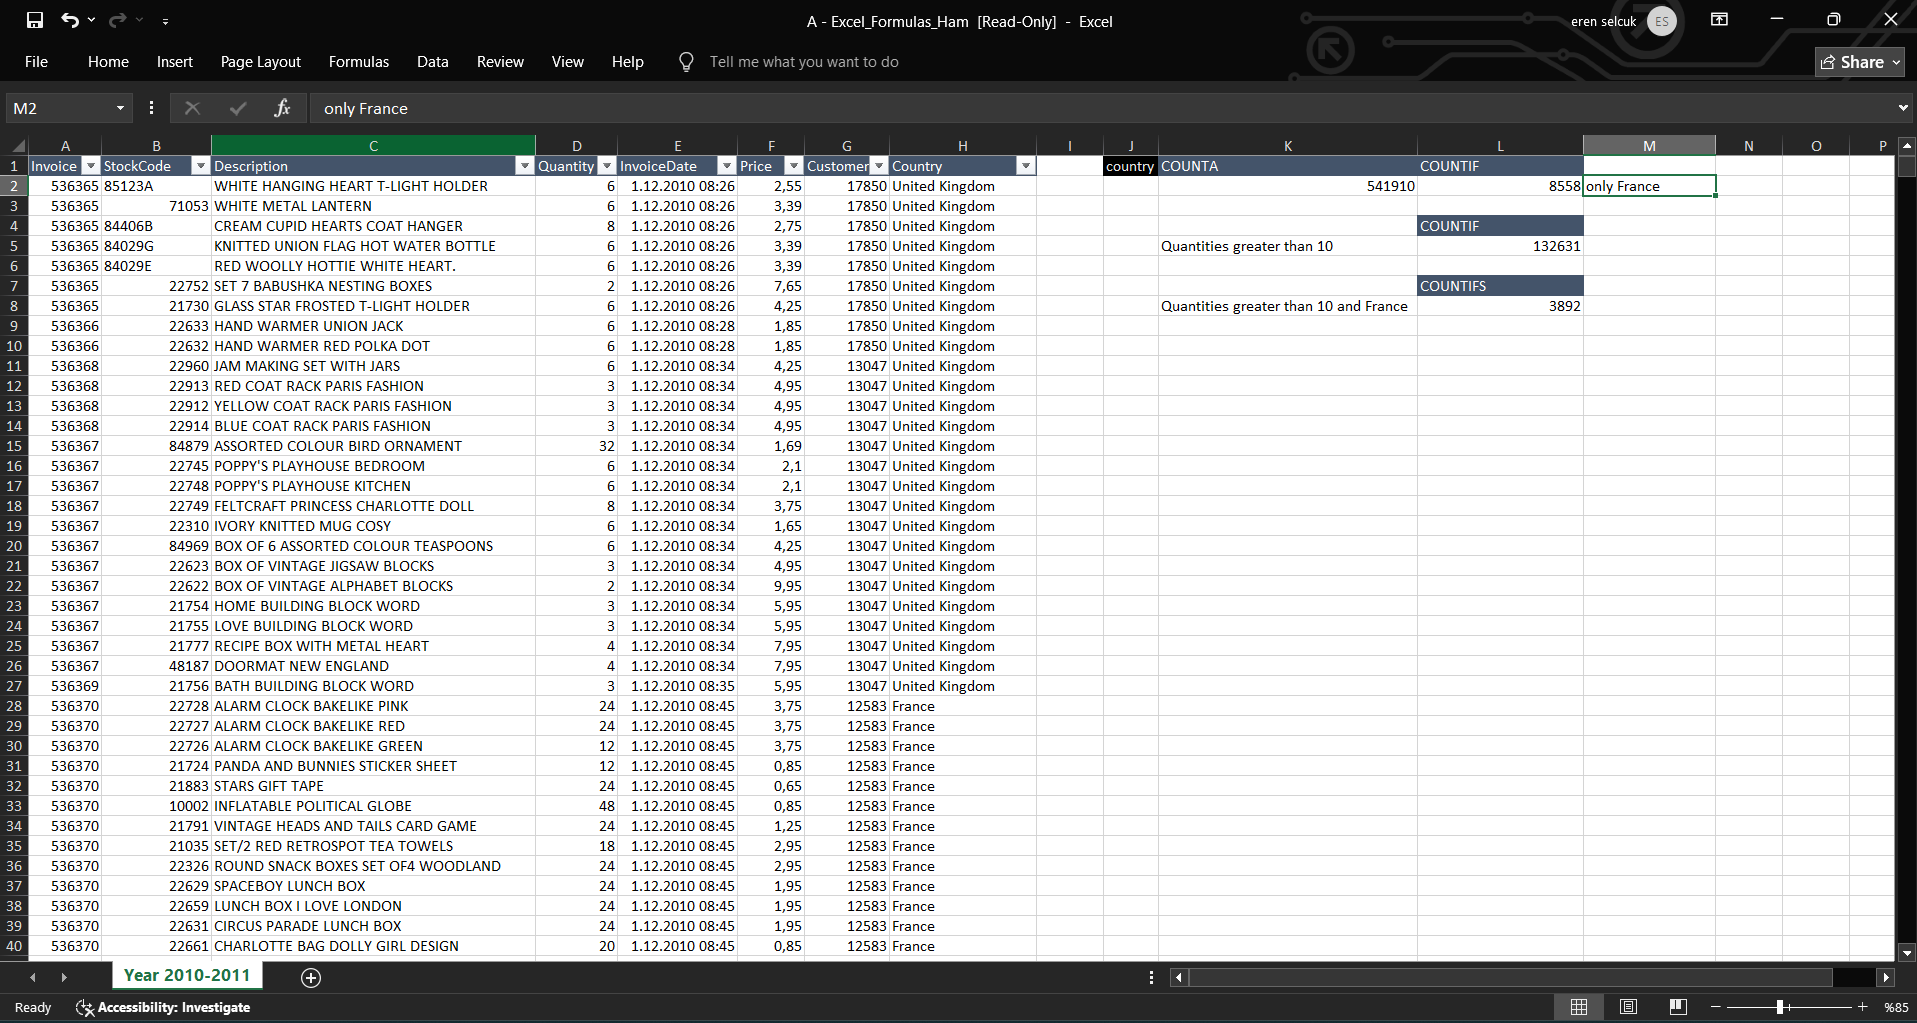 A - Excel_Formulas_Ham [Read-Only] - Excel
eren selcuk ES
File Home Insert Page Layout Formulas Data Review View Help Tell me what you want to do Share
M2 fx only France
A B C D E F G H I J K L M N O P
1 Invoice StockCode Description Quantity InvoiceDate Price Customer Country country COUNTA COUNTIF
2 536365 85123A WHITE HANGING HEART T-LIGHT HOLDER 6 1.12.2010 08:26 2,55 17850 United Kingdom 541910 8558 only France
3 536365 71053 WHITE METAL LANTERN 6 1.12.2010 08:26 3,39 17850 United Kingdom
4 536365 84406B CREAM CUPID HEARTS COAT HANGER 8 1.12.2010 08:26 2,75 17850 United Kingdom COUNTIF
5 536365 84029G KNITTED UNION FLAG HOT WATER BOTTLE 6 1.12.2010 08:26 3,39 17850 United Kingdom Quantities greater than 10 132631
6 536365 84029E RED WOOLLY HOTTIE WHITE HEART. 6 1.12.2010 08:26 3,39 17850 United Kingdom
7 536365 22752 SET 7 BABUSHKA NESTING BOXES 2 1.12.2010 08:26 7,65 17850 United Kingdom COUNTIFS
8 536365 21730 GLASS STAR FROSTED T-LIGHT HOLDER 6 1.12.2010 08:26 4,25 17850 United Kingdom Quantities greater than 10 and France 3892
9 536366 22633 HAND WARMER UNION JACK 6 1.12.2010 08:28 1,85 17850 United Kingdom
10 536366 22632 HAND WARMER RED POLKA DOT 6 1.12.2010 08:28 1,85 17850 United Kingdom
11 536368 22960 JAM MAKING SET WITH JARS 6 1.12.2010 08:34 4,25 13047 United Kingdom
12 536368 22913 RED COAT RACK PARIS FASHION 3 1.12.2010 08:34 4,95 13047 United Kingdom
13 536368 22912 YELLOW COAT RACK PARIS FASHION 3 1.12.2010 08:34 4,95 13047 United Kingdom
14 536368 22914 BLUE COAT RACK PARIS FASHION 3 1.12.2010 08:34 4,95 13047 United Kingdom
15 536367 84879 ASSORTED COLOUR BIRD ORNAMENT 32 1.12.2010 08:34 1,69 13047 United Kingdom
16 536367 22745 POPPY'S PLAYHOUSE BEDROOM 6 1.12.2010 08:34 2,1 13047 United Kingdom
17 536367 22748 POPPY'S PLAYHOUSE KITCHEN 6 1.12.2010 08:34 2,1 13047 United Kingdom
18 536367 22749 FELTCRAFT PRINCESS CHARLOTTE DOLL 8 1.12.2010 08:34 3,75 13047 United Kingdom
19 536367 22310 IVORY KNITTED MUG COSY 6 1.12.2010 08:34 1,65 13047 United Kingdom
20 536367 84969 BOX OF 6 ASSORTED COLOUR TEASPOONS 6 1.12.2010 08:34 4,25 13047 United Kingdom
21 536367 22623 BOX OF VINTAGE JIGSAW BLOCKS 3 1.12.2010 08:34 4,95 13047 United Kingdom
22 536367 22622 BOX OF VINTAGE ALPHABET BLOCKS 2 1.12.2010 08:34 9,95 13047 United Kingdom
23 536367 21754 HOME BUILDING BLOCK WORD 3 1.12.2010 08:34 5,95 13047 United Kingdom
24 536367 21755 LOVE BUILDING BLOCK WORD 3 1.12.2010 08:34 5,95 13047 United Kingdom
25 536367 21777 RECIPE BOX WITH METAL HEART 4 1.12.2010 08:34 7,95 13047 United Kingdom
26 536367 48187 DOORMAT NEW ENGLAND 4 1.12.2010 08:34 7,95 13047 United Kingdom
27 536369 21756 BATH BUILDING BLOCK WORD 3 1.12.2010 08:35 5,95 13047 United Kingdom
28 536370 22728 ALARM CLOCK BAKELIKE PINK 24 1.12.2010 08:45 3,75 12583 France
29 536370 22727 ALARM CLOCK BAKELIKE RED 24 1.12.2010 08:45 3,75 12583 France
30 536370 22726 ALARM CLOCK BAKELIKE GREEN 12 1.12.2010 08:45 3,75 12583 France
31 536370 21724 PANDA AND BUNNIES STICKER SHEET 12 1.12.2010 08:45 0,85 12583 France
32 536370 21883 STARS GIFT TAPE 24 1.12.2010 08:45 0,65 12583 France
33 536370 10002 INFLATABLE POLITICAL GLOBE 48 1.12.2010 08:45 0,85 12583 France
34 536370 21791 VINTAGE HEADS AND TAILS CARD GAME 24 1.12.2010 08:45 1,25 12583 France
35 536370 21035 SET/2 RED RETROSPOT TEA TOWELS 18 1.12.2010 08:45 2,95 12583 France
36 536370 22326 ROUND SNACK BOXES SET OF4 WOODLAND 24 1.12.2010 08:45 2,95 12583 France
37 536370 22629 SPACEBOY LUNCH BOX 24 1.12.2010 08:45 1,95 12583 France
38 536370 22659 LUNCH BOX I LOVE LONDON 24 1.12.2010 08:45 1,95 12583 France
39 536370 22631 CIRCUS PARADE LUNCH BOX 24 1.12.2010 08:45 1,95 12583 France
40 536370 22661 CHARLOTTE BAG DOLLY GIRL DESIGN 20 1.12.2010 08:45 0,85 12583 France
Year 2010-2011
Ready Accessibility: Investigate %85